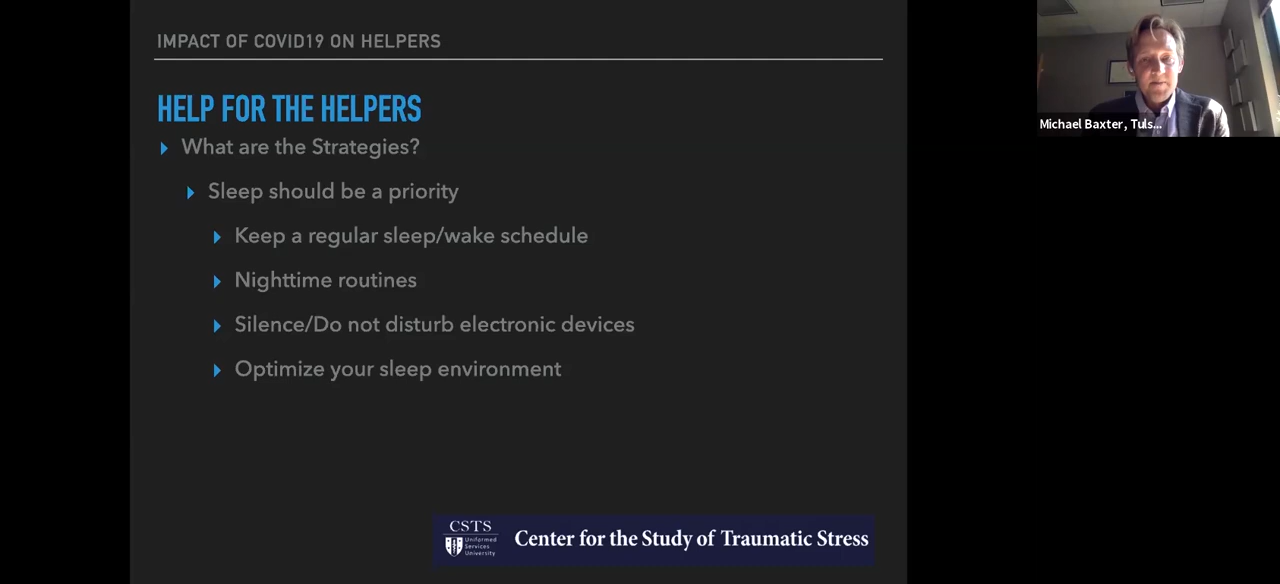 IMPACT OF COVID19 ON HELPERS
HELP FOR THE HELPERS
What are the Strategies?
Sleep should be a priority
Keep a regular sleep/wake schedule
Nighttime routines
Silence/Do not disturb electronic devices
Optimize your sleep environment
CSTS
Uniformed
Services
University
Center for the Study of Traumatic Stress
Michael Baxter, Tuls...